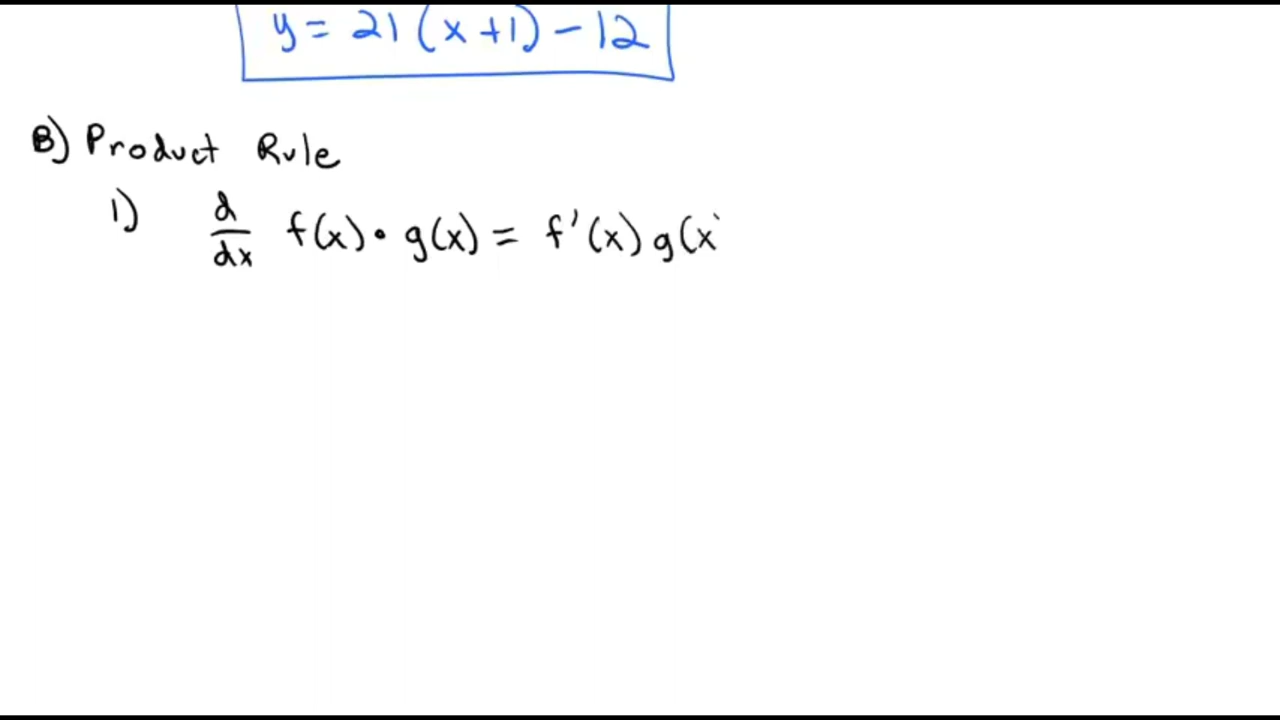 y = 21(x+1) - 12
B) Product Rule
1) d/dx f(x) • g(x) = f'(x) g(x